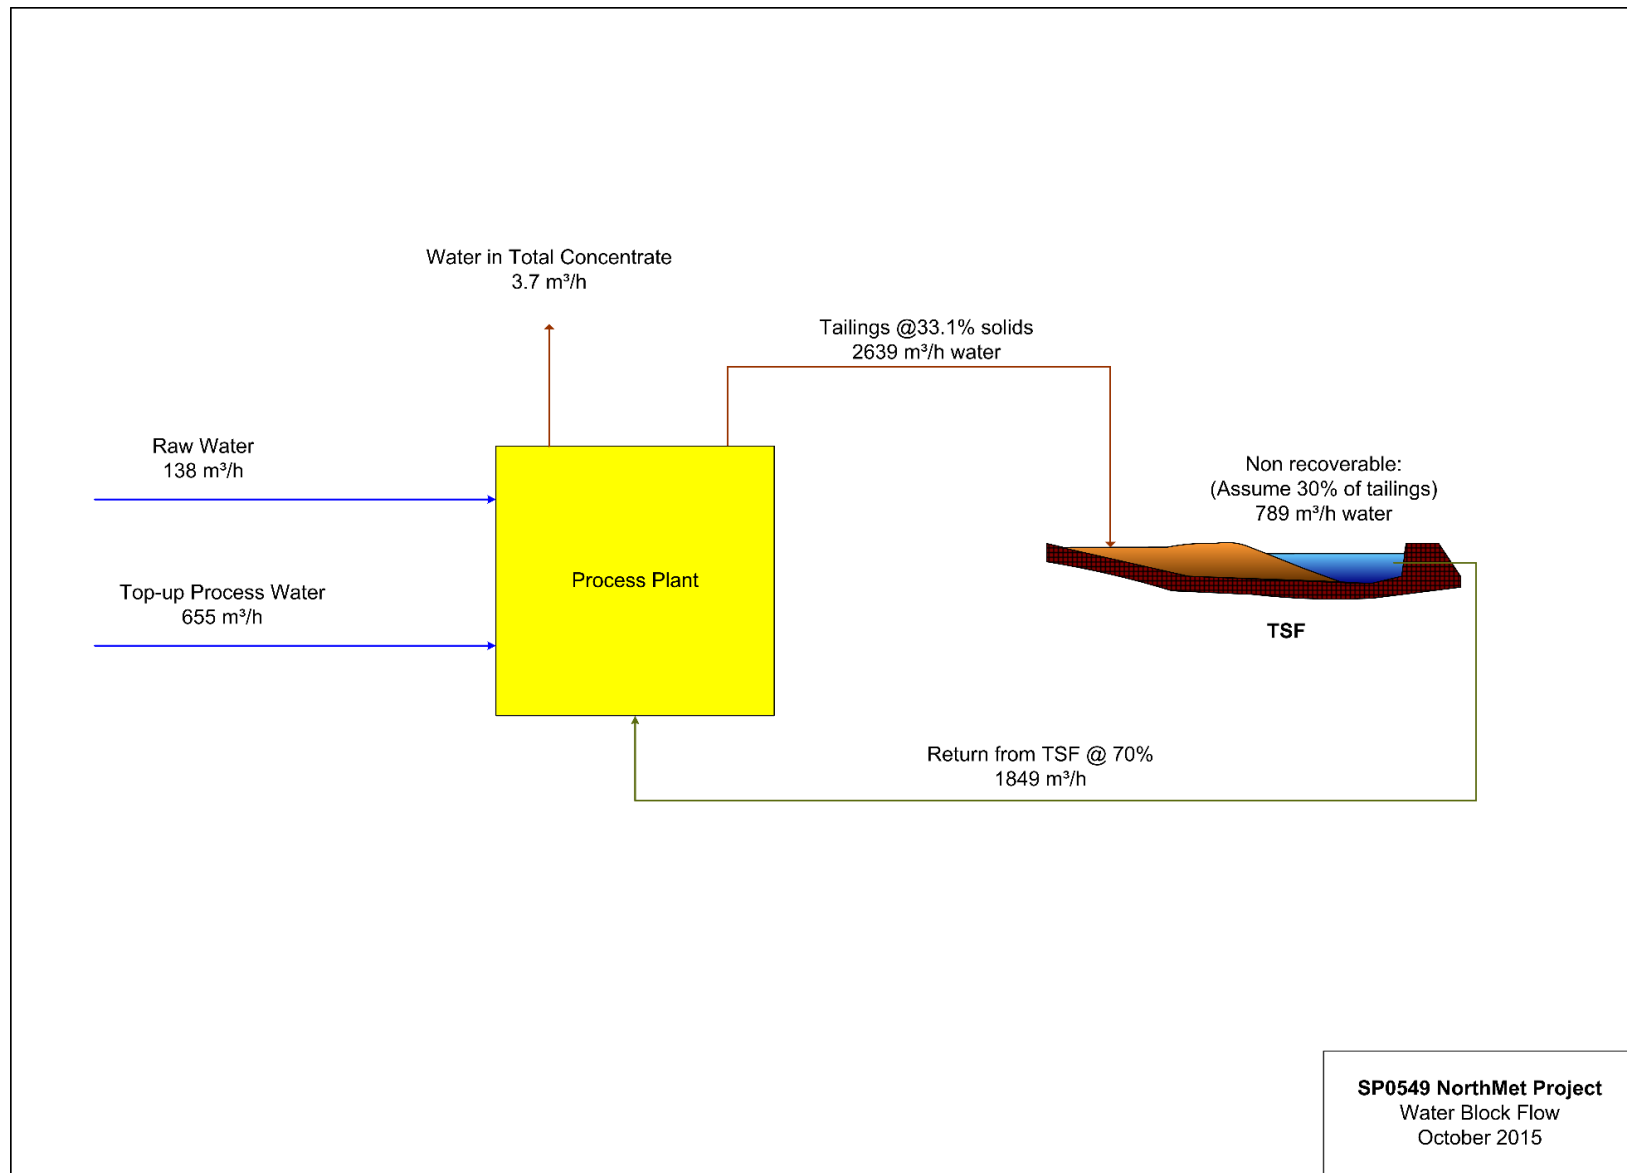 Water in Total Concentrate
3.7 m³/h
Tailings @33.1% solids
2639 m³/h water
Raw Water
138 m³/h
Non recoverable:
(Assume 30% of tailings)
789 m³/h water
Process Plant
Top-up Process Water
655 m³/h
TSF
Return from TSF @ 70%
1849 m³/h
SP0549 NorthMet Project
Water Block Flow
October 2015